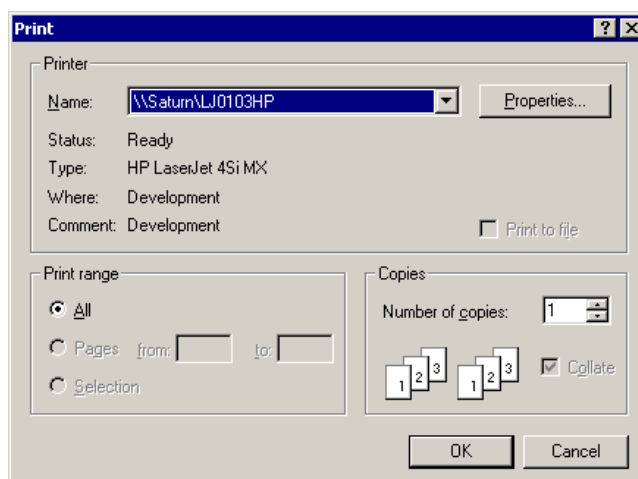 Print
Printer
Name: \\Saturn\LJ0103HP Properties...
Status: Ready
Type: HP LaserJet 4Si MX
Where: Development
Comment: Development
Print to file
Print range
All
Pages from: to:
Selection
Copies
Number of copies: 1
1 2 3 1 2 3 Collate
OK Cancel